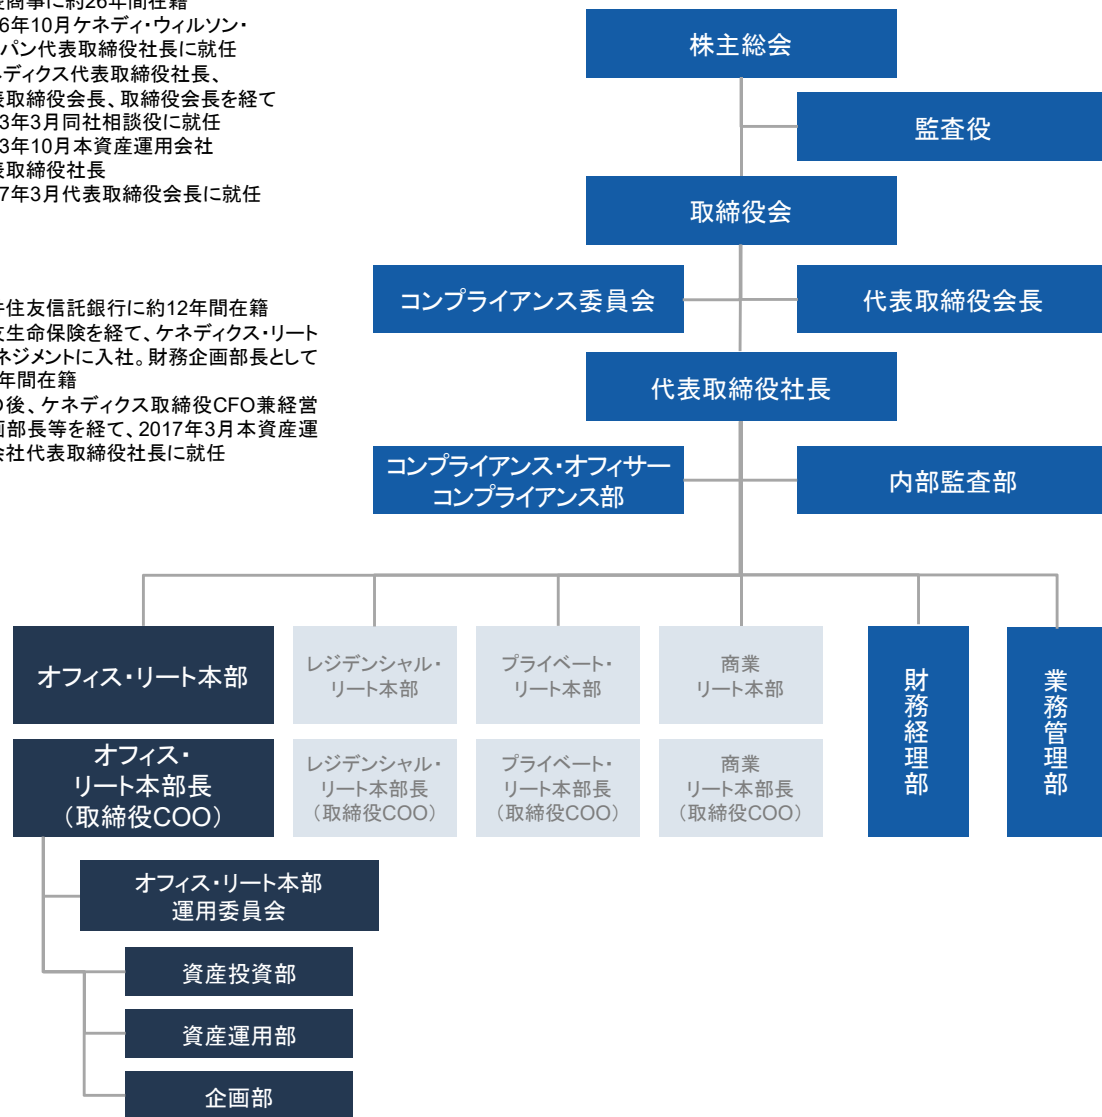 商事に約26年間在籍
6年10月ケネディ・ウィルソン・
パン代表取締役社長に就任
ディクス代表取締役社長、
取締役会長、取締役会長を経て
3年3月同社相談役に就任
3年10月本資産運用会社
取締役社長
7年3月代表取締役会長に就任
住友信託銀行に約12年間在籍
生命保険を経て、ケネディクス・リート
ネジメントに入社。財務企画部長として
年間在籍
後、ケネディクス取締役CFO兼経営
部長等を経て、2017年3月本資産運
会社代表取締役社長に就任
株主総会
監査役
取締役会
コンプライアンス委員会
代表取締役会長
代表取締役社長
コンプライアンス・オフィサー
コンプライアンス部
内部監査部
オフィス・リート本部
レジデンシャル・
リート本部
プライベート・
リート本部
商業
リート本部
財務経理部
業務管理部
オフィス・
リート本部長
（取締役COO）
レジデンシャル・
リート本部長
（取締役COO）
プライベート・
リート本部長
（取締役COO）
商業
リート本部長
（取締役COO）
オフィス・リート本部
運用委員会
資産投資部
資産運用部
企画部